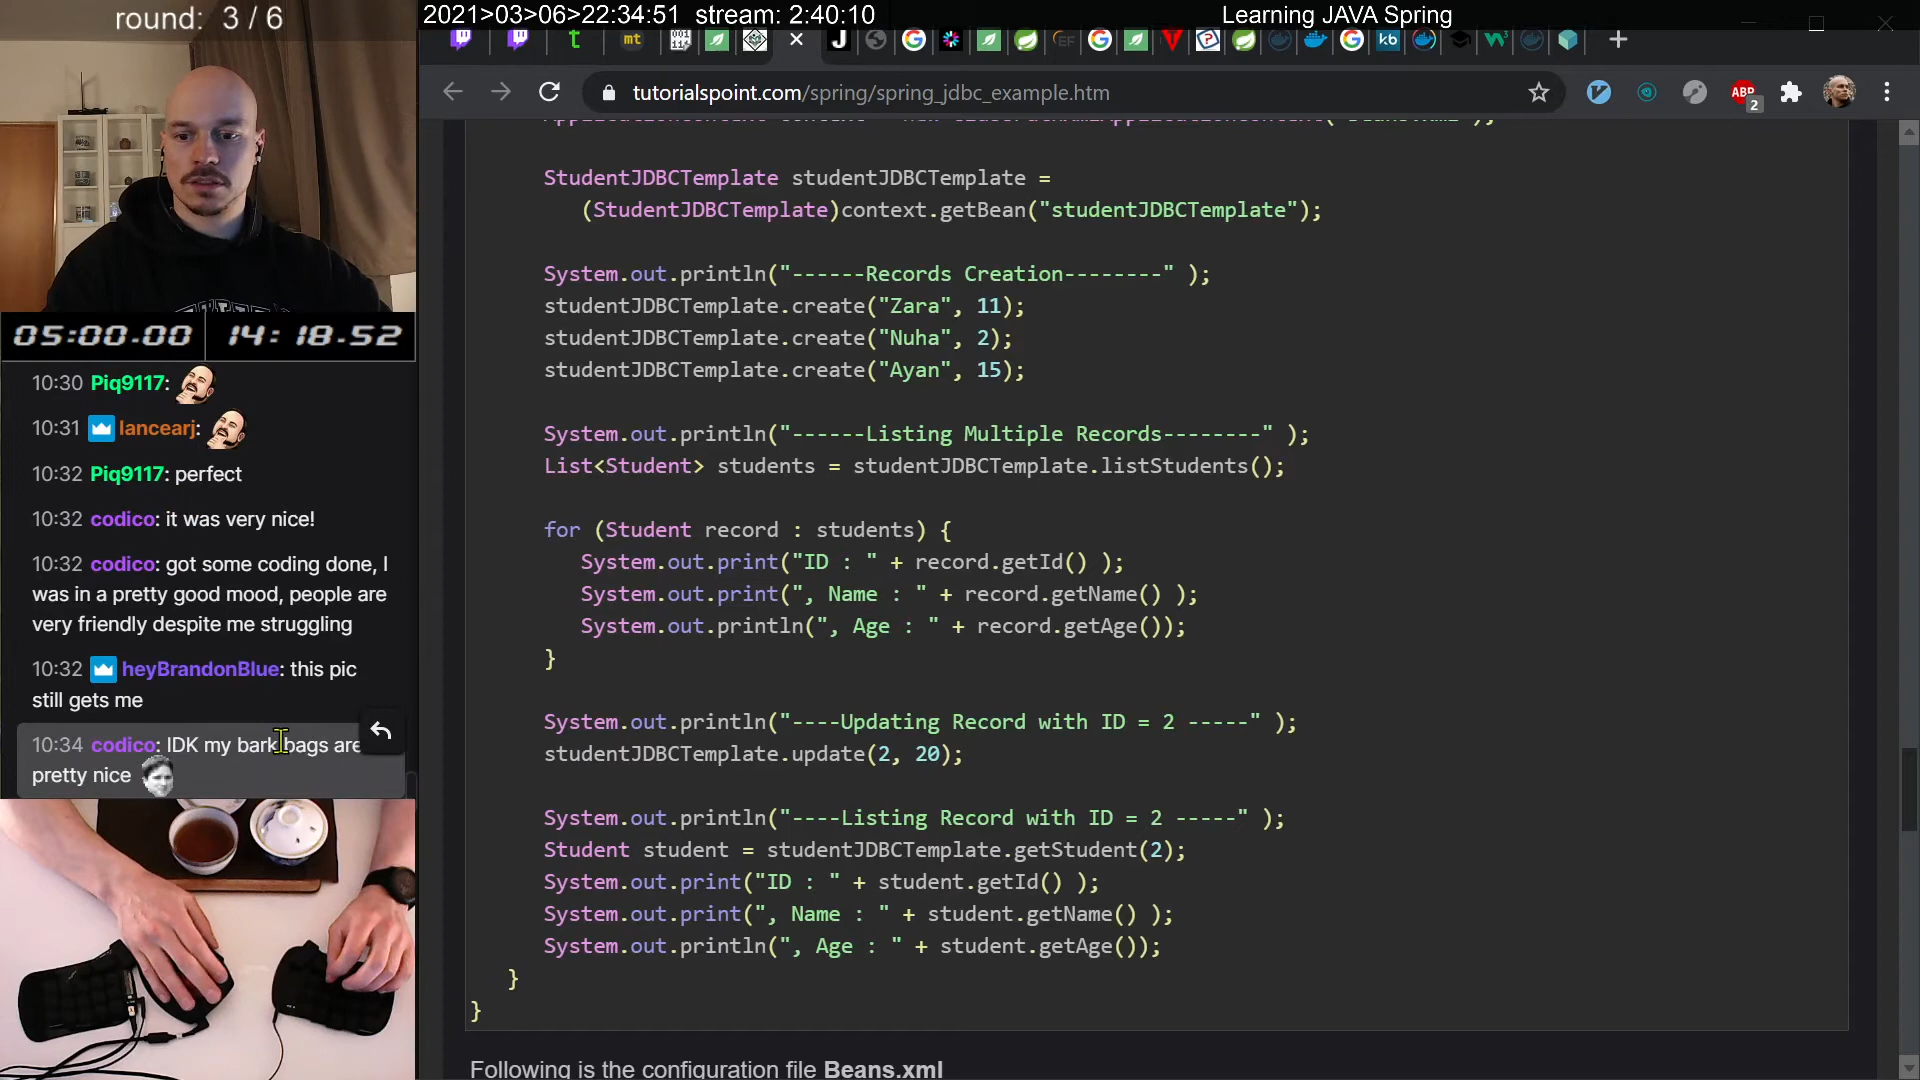 round: 3 / 6
2021>03>06>22:34:51 stream: 2:40:10
Learning JAVA Spring
tutorialspoint.com/spring/spring_jdbc_example.htm
StudentJDBCTemplate studentJDBCTemplate =
(StudentJDBCTemplate)context.getBean("studentJDBCTemplate");
System.out.println("------Records Creation--------" );
studentJDBCTemplate.create("Zara", 11);
studentJDBCTemplate.create("Nuha", 2);
studentJDBCTemplate.create("Ayan", 15);
System.out.println("------Listing Multiple Records--------" );
List<Student> students = studentJDBCTemplate.listStudents();
for (Student record : students) {
System.out.print("ID : " + record.getId() );
System.out.print(", Name : " + record.getName() );
System.out.println(", Age : " + record.getAge());
}
System.out.println("----Updating Record with ID = 2 -----" );
studentJDBCTemplate.update(2, 20);
System.out.println("----Listing Record with ID = 2 -----" );
Student student = studentJDBCTemplate.getStudent(2);
System.out.print("ID : " + student.getId() );
System.out.print(", Name : " + student.getName() );
System.out.println(", Age : " + student.getAge());
}
}
Following is the configuration file Beans.xml
05:00.00 14:18.52
10:30 Piq9117:
10:31 lancearj:
10:32 Piq9117: perfect
10:32 codico: it was very nice!
10:32 codico: got some coding done, I
was in a pretty good mood, people are
very friendly despite me struggling
10:32 heyBrandonBlue: this pic
still gets me
10:34 codico: IDK my bark bags are
pretty nice
ABP
2